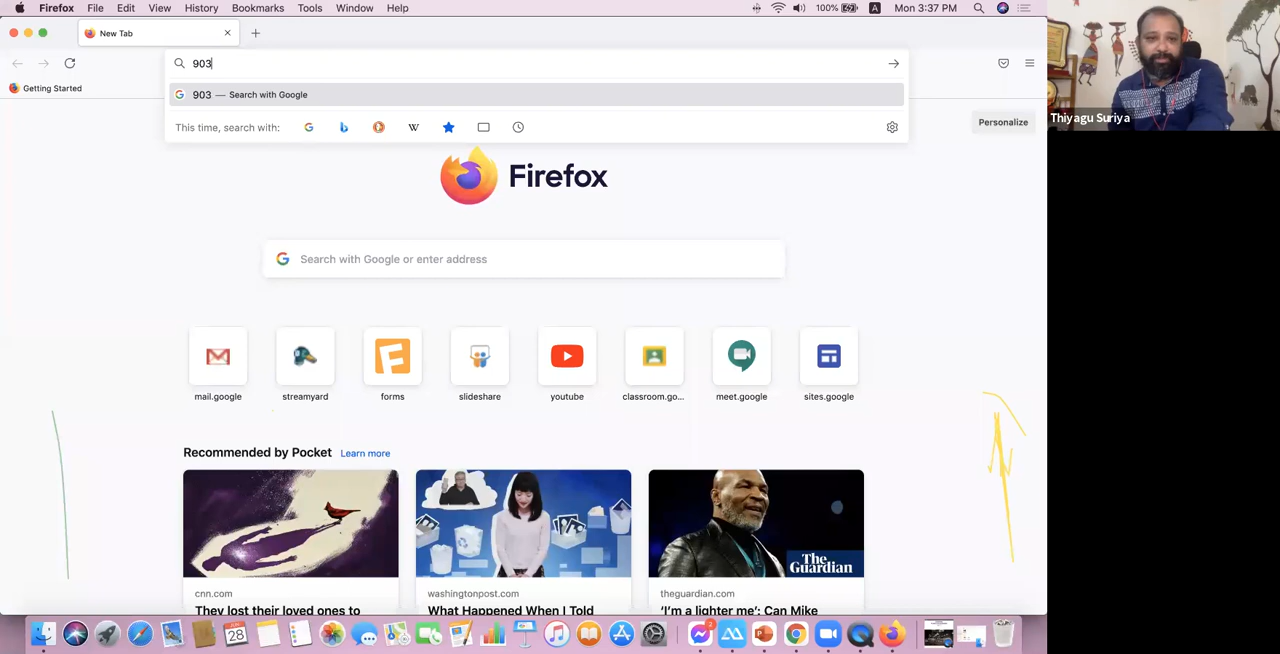 Firefox File Edit View History Bookmarks Tools Window Help 100% A Mon 3:37 PM
New Tab
903
Getting Started
903 — Search with Google
This time, search with: W
Personalize
Thiyagu Suriya
Firefox
Search with Google or enter address
mail.google streamyard forms slideshare youtube classroom.go... meet.google sites.google
Recommended by Pocket Learn more
The Guardian
cnn.com washingtonpost.com theguardian.com
They lost their loved ones to What Happened When I Told ‘I'm a lighter me’: Can Mike
28 2